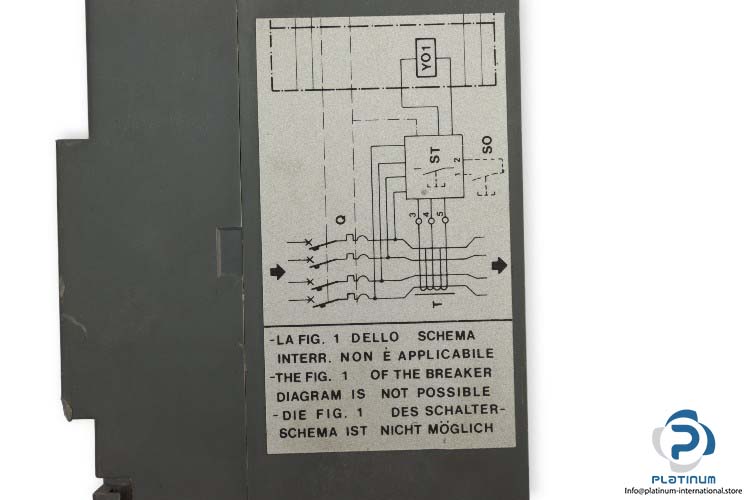 YO1
ST
1
2
SO
Q
3
4
5
T
-LA FIG. 1 DELLO SCHEMA
INTERR. NON È APPLICABILE
-THE FIG. 1 OF THE BREAKER
DIAGRAM IS NOT POSSIBLE
-DIE FIG. 1 DES SCHALTER-
SCHEMA IST NICHT MÖGLICH
PLATINUM
Info@platinum-international.store